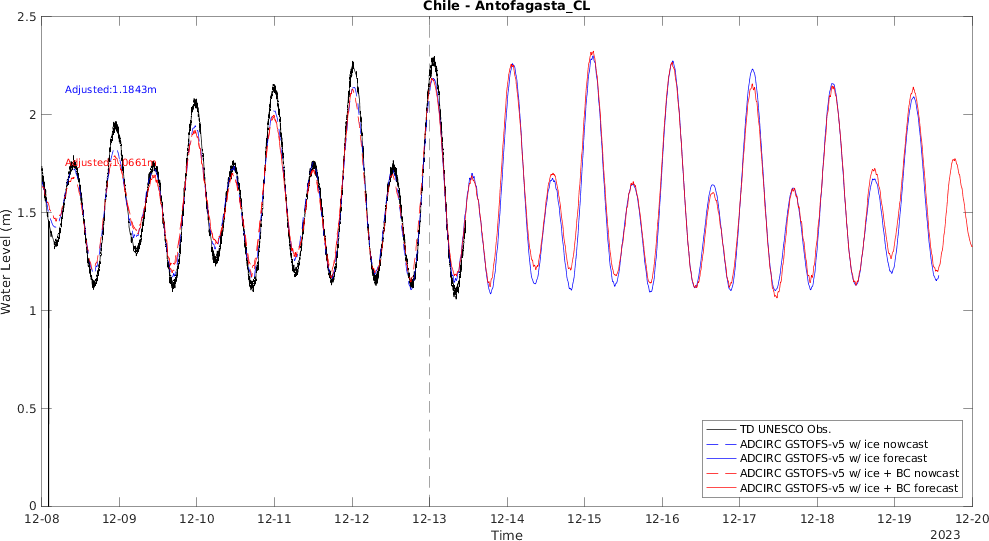 Chile - Antofagasta_CL
2.5
2
1.5
1
0.5
0
Water Level (m)
Adjusted:1.1843m
Adjusted:1.0661m
TD UNESCO Obs.
ADCIRC GSTOFS-v5 w/ ice nowcast
ADCIRC GSTOFS-v5 w/ ice forecast
ADCIRC GSTOFS-v5 w/ ice + BC nowcast
ADCIRC GSTOFS-v5 w/ ice + BC forecast
12-08 12-09 12-10 12-11 12-12 12-13 12-14 12-15 12-16 12-17 12-18 12-19 12-20
Time
2023